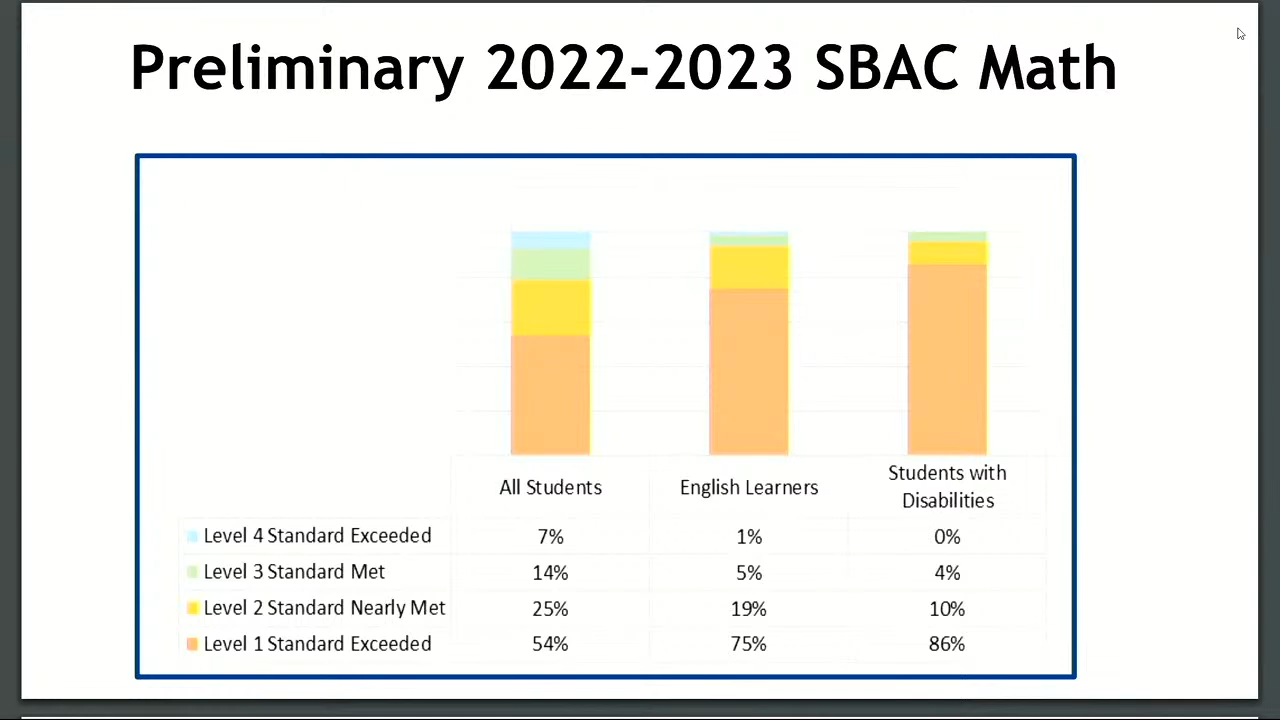 Preliminary 2022-2023 SBAC Math
All Students English Learners Students with Disabilities
Level 4 Standard Exceeded 7% 1% 0%
Level 3 Standard Met 14% 5% 4%
Level 2 Standard Nearly Met 25% 19% 10%
Level 1 Standard Exceeded 54% 75% 86%